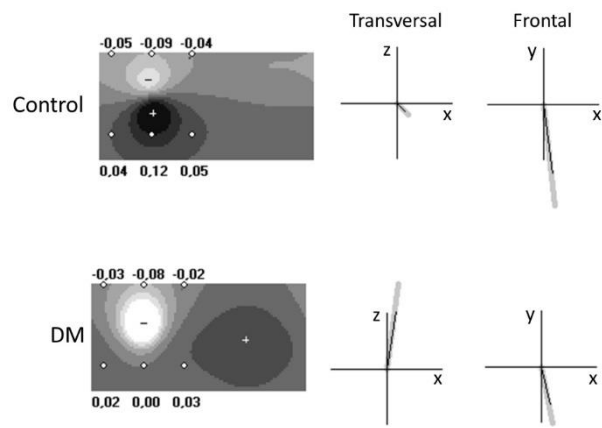 Transversal Frontal
-0,05 -0,09 -0,04
z y
Control
- 
+
x x
0,04 0,12 0,05
-0,03 -0,08 -0,02
z y
DM
-
+
x x
0,02 0,00 0,03